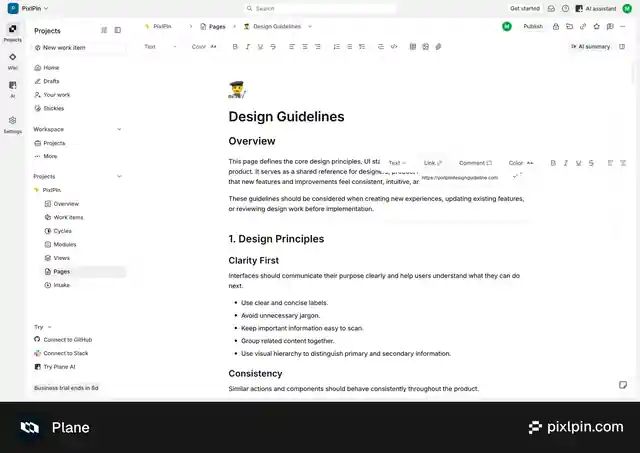 PixlPin
Search
Get started
AI assistant
M
Projects
Wiki
AI
Settings
Projects
New work item
Home
Drafts
Your work
Stickies
Workspace
Projects
More
Projects
PixlPin
Overview
Work items
Cycles
Modules
Views
Pages
Intake
Try
Connect to GitHub
Connect to Slack
Try Plane AI
Business trial ends in 8d
PixlPin
Pages
Design Guidelines
M
Publish
Text
Color
AI summary
Design Guidelines
Overview
This page defines the core design principles, UI
product. It serves as a shared reference for
that new features and improvements feel consistent, intuitive,
Text
Link
Comment
Color
These guidelines should be considered when creating new experiences, updating existing features,
or reviewing design work before implementation.
1. Design Principles
Clarity First
Interfaces should communicate their purpose clearly and help users understand what they can do
next.
Use clear and concise labels.
Avoid unnecessary jargon.
Keep important information easy to scan.
Group related content together.
Use visual hierarchy to distinguish primary and secondary information.
Consistency
Similar actions and components should behave consistently throughout the product.
Plane
pixlpin.com